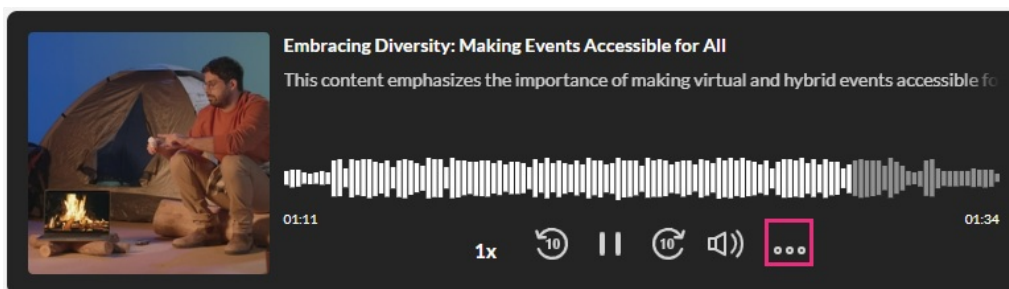 Embracing Diversity: Making Events Accessible for All
This content emphasizes the importance of making virtual and hybrid events accessible fo
01:11
01:34
1x
10
10